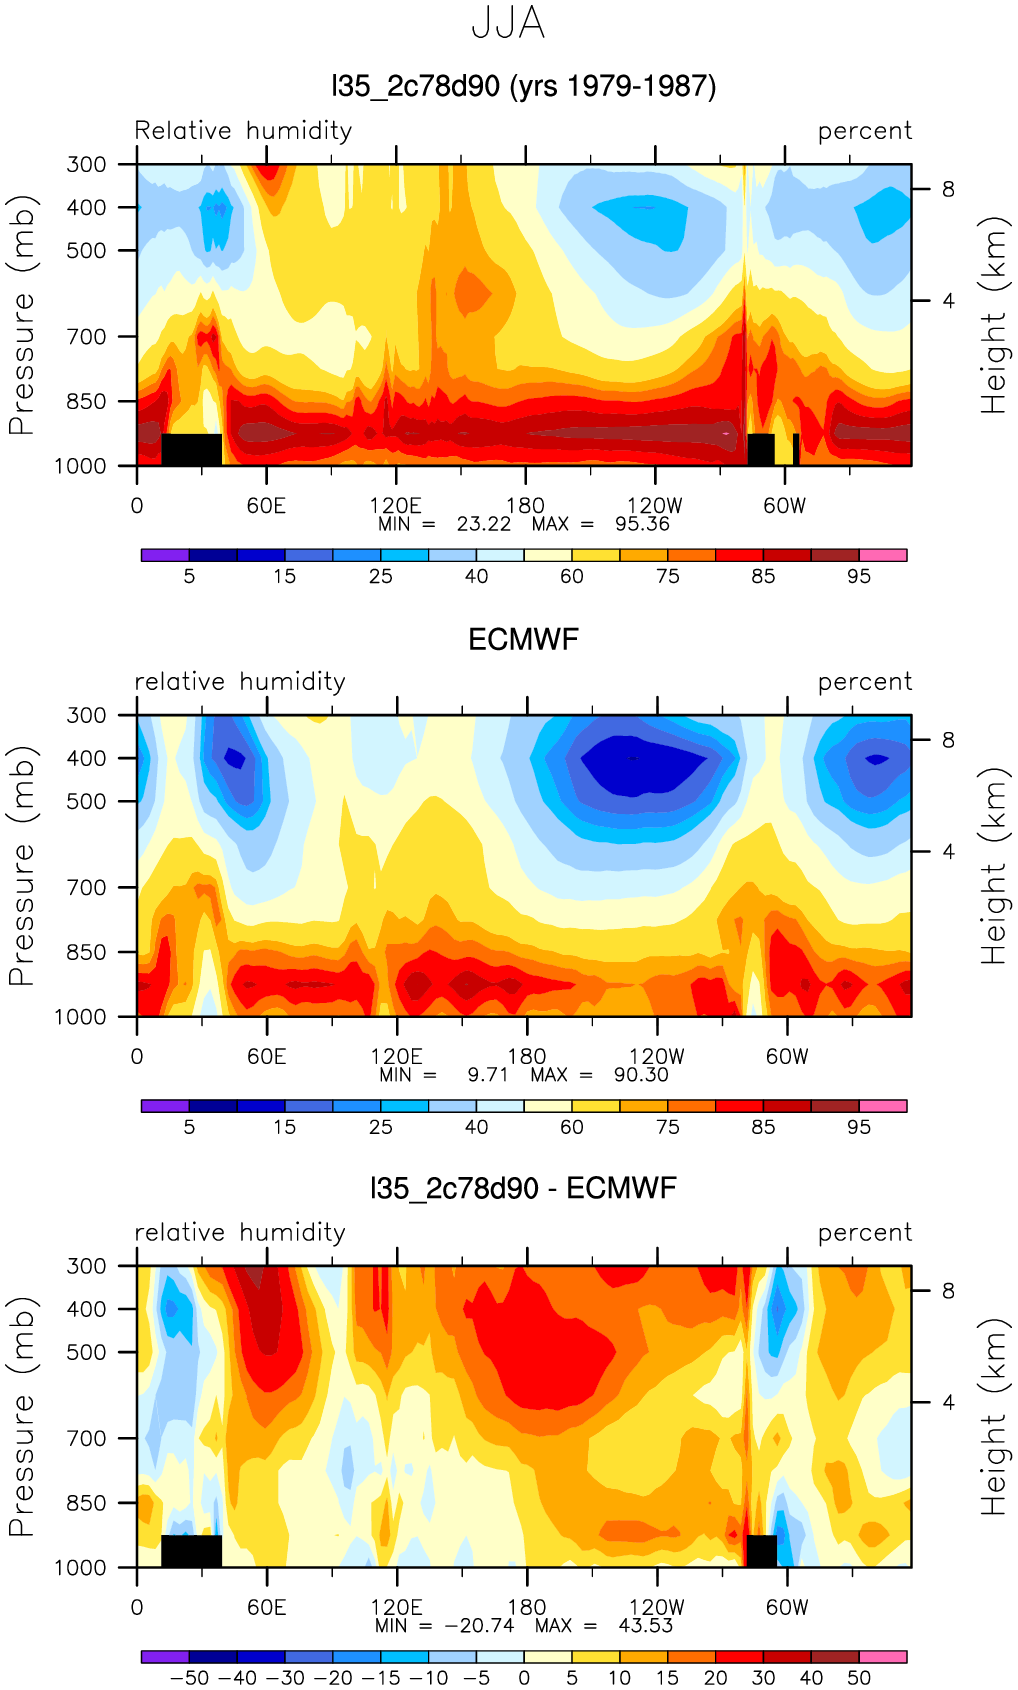 JJA
l35_2c78d90 (yrs 1979-1987)
Relative humidity percent
300
400
500
700
850
1000
Pressure (mb)
8
4
Height (km)
0 60E 120E 180 120W 60W
MIN = 23.22 MAX = 95.36
5 15 25 40 60 75 85 95
ECMWF
relative humidity percent
300
400
500
700
850
1000
Pressure (mb)
8
4
Height (km)
0 60E 120E 180 120W 60W
MIN = 9.71 MAX = 90.30
5 15 25 40 60 75 85 95
l35_2c78d90 - ECMWF
relative humidity percent
300
400
500
700
850
1000
Pressure (mb)
8
4
Height (km)
0 60E 120E 180 120W 60W
MIN = -20.74 MAX = 43.53
-50 -40 -30 -20 -15 -10 -5 0 5 10 15 20 30 40 50